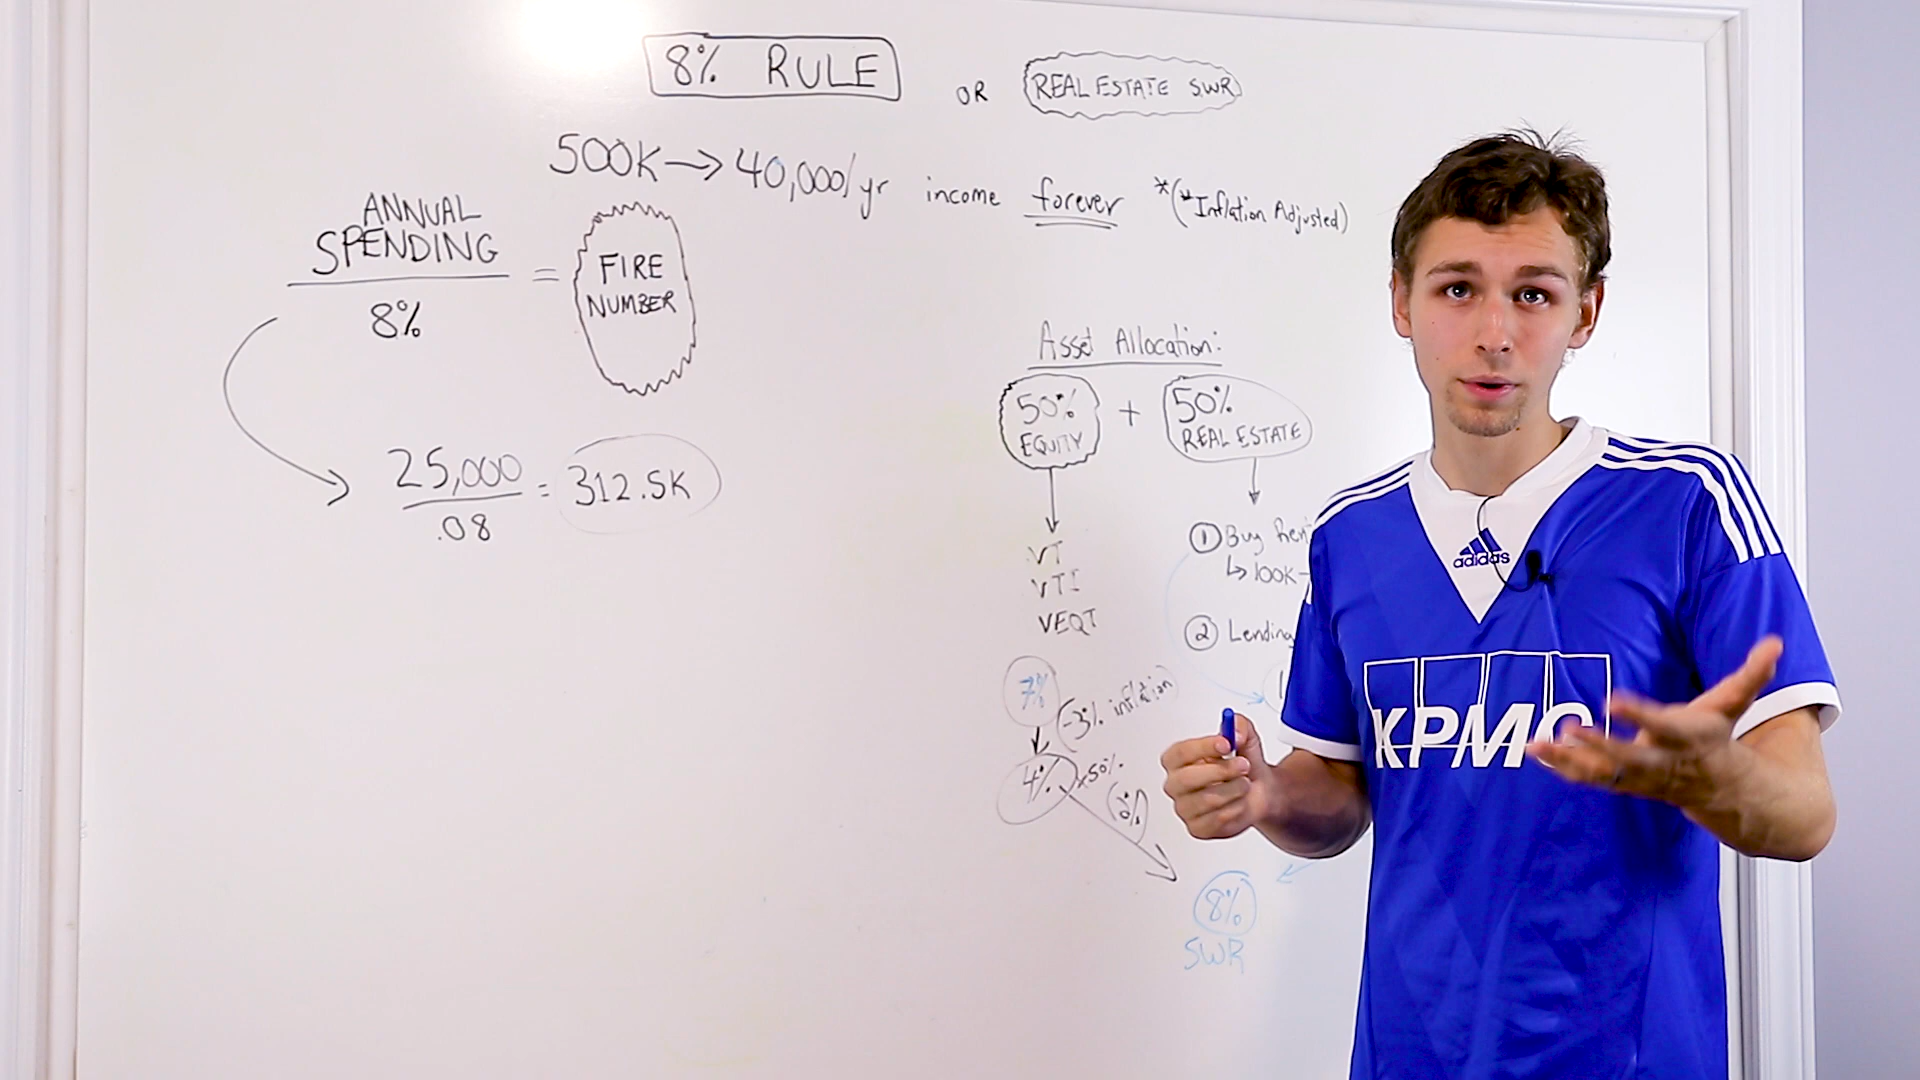 8% RULE
OR
REAL ESTATE SWR
500K → 40,000/yr income forever *(*Inflation Adjusted)
ANNUAL
SPENDING
8%
=
FIRE
NUMBER
25,000
.08
= 312.5K
Asset Allocation:
50%
EQUITY
+
50%
REAL ESTATE
VT
VTI
VEQT
① Buy Ren
↳ 100K-
② Lending
7%
(-3% inflation)
4%
x50%
8%
SWR
adidas
KPMG